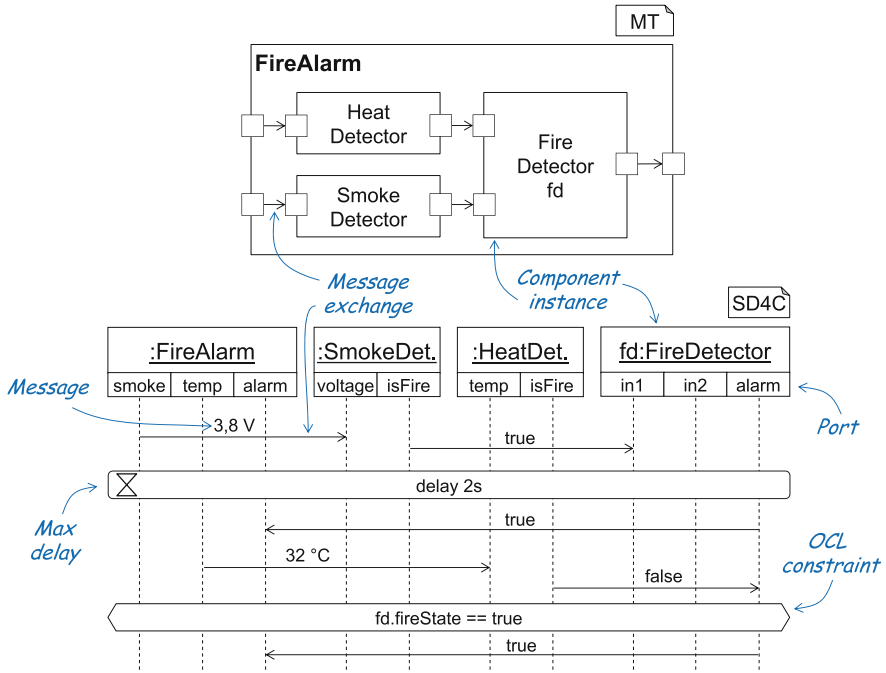 MT
FireAlarm
Heat
Detector
Smoke
Detector
Fire
Detector
fd
Message
exchange
Component
instance
SD4C
:FireAlarm
:SmokeDet.
:HeatDet.
fd:FireDetector
smoke temp alarm
voltage isFire
temp isFire
in1 in2 alarm
Message
Port
3,8 V
true
delay 2s
Max
delay
true
32 °C
false
OCL
constraint
fd.fireState == true
true